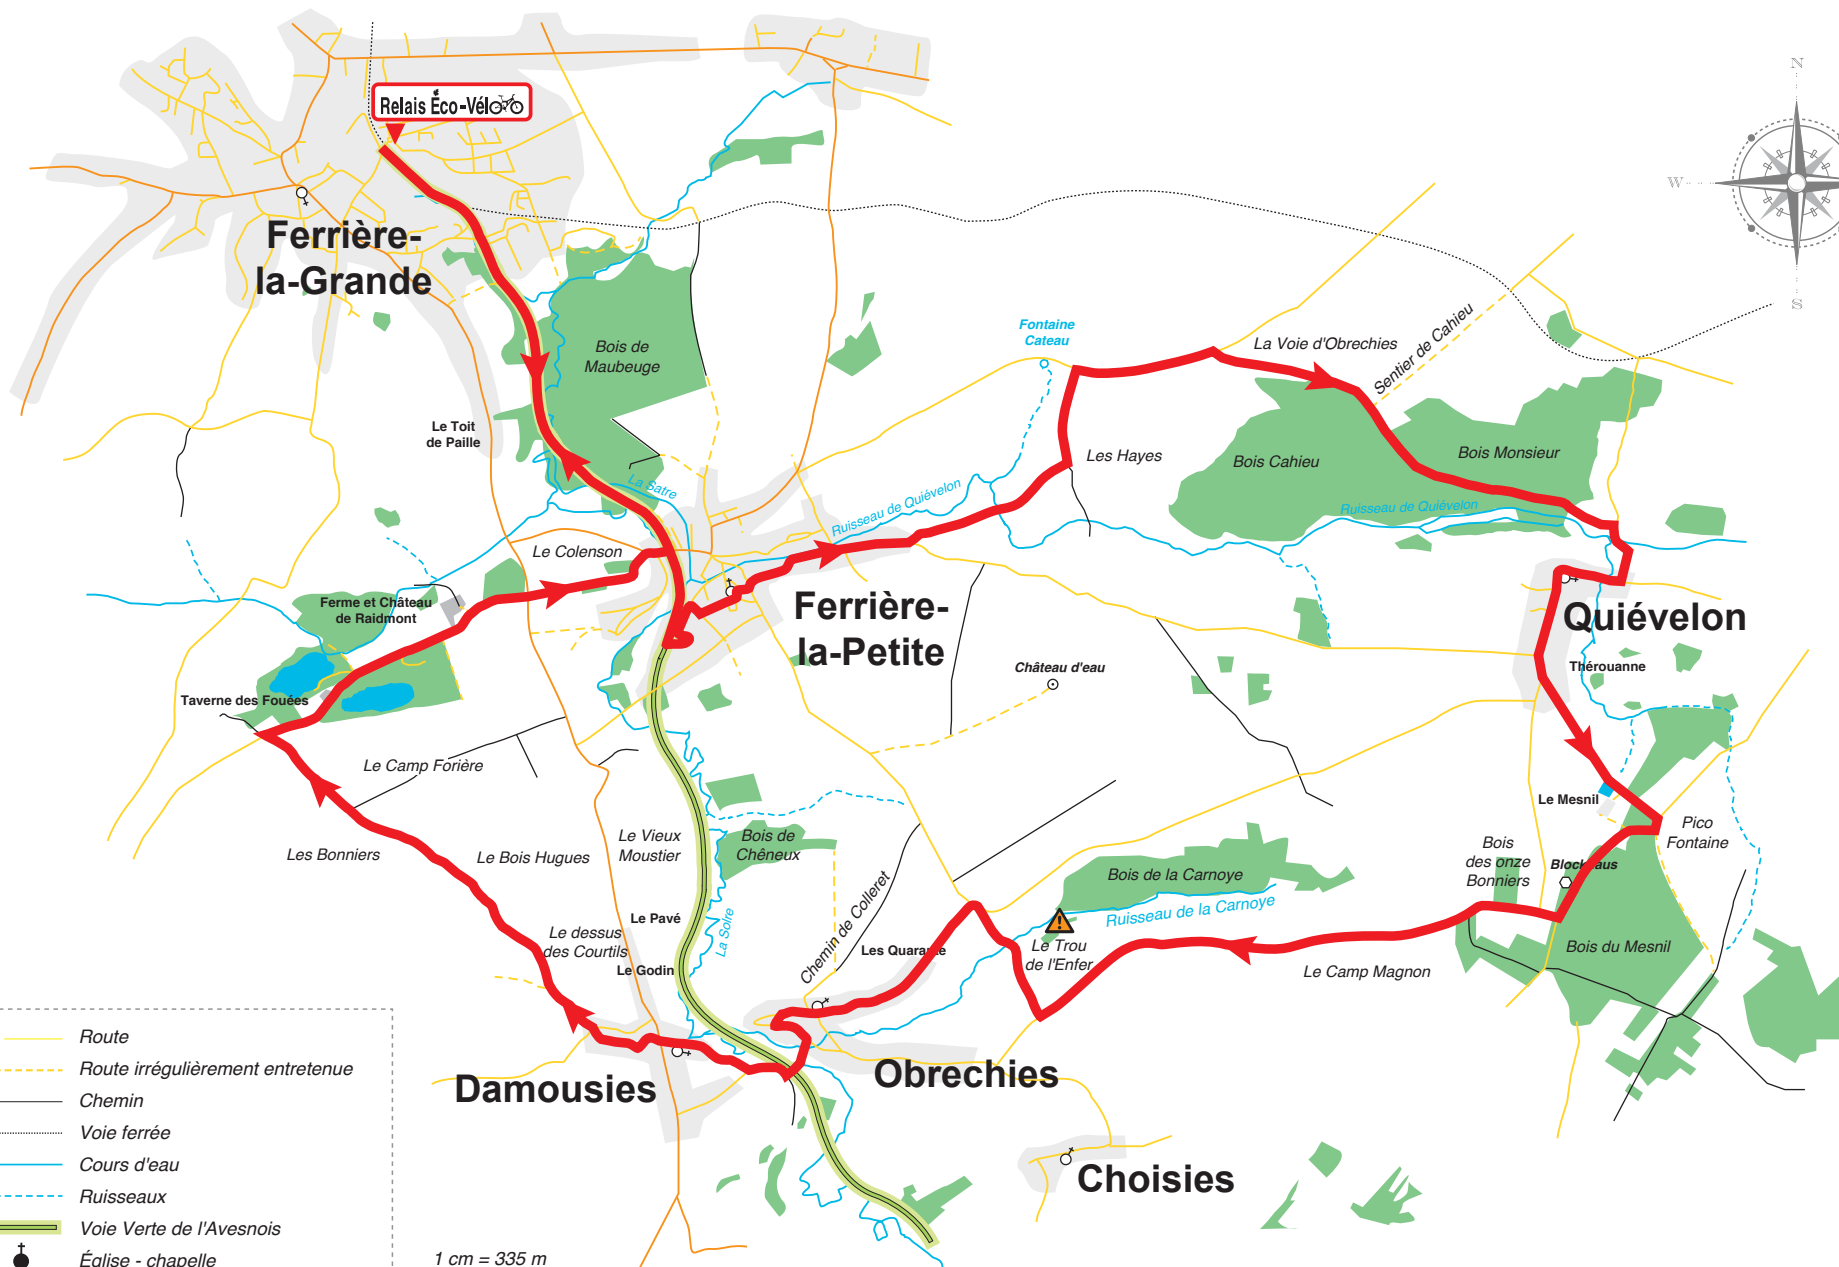 Relais Éco-Vélo
N
W
S
Ferrière-
la-Grande
Bois de
Maubeuge
Fontaine
Cateau
La Voie d'Obrechies
Sentier de Cahieu
Le Toit
de Paille
Les Hayes
Bois Cahieu
Bois Monsieur
La Satre
Ruisseau de Quiévelon
Ruisseau de Quiévelon
Le Colenson
Ferme et Château
de Raidmont
Ferrière-
la-Petite
Quiévelon
Château d'eau
Thérouanne
Taverne des Fouées
Le Camp Forière
Le Mesnil
Pico
Fontaine
Les Bonniers
Le Bois Hugues
Le Vieux
Moustier
Bois de
Chêneux
Bois
des onze
Bonniers
Blockhaus
Bois de la Carnoye
Ruisseau de la Carnoye
Chemin de Colleret
Le Pavé
La Solre
Le dessus
des Courtils
Le Godin
Les Quarante
Le Trou
de l'Enfer
Bois du Mesnil
Le Camp Magnon
Damousies
Obrechies
Choisies
Route
Route irrégulièrement entretenue
Chemin
Voie ferrée
Cours d'eau
Ruisseaux
Voie Verte de l'Avesnois
Église - chapelle
1 cm = 335 m